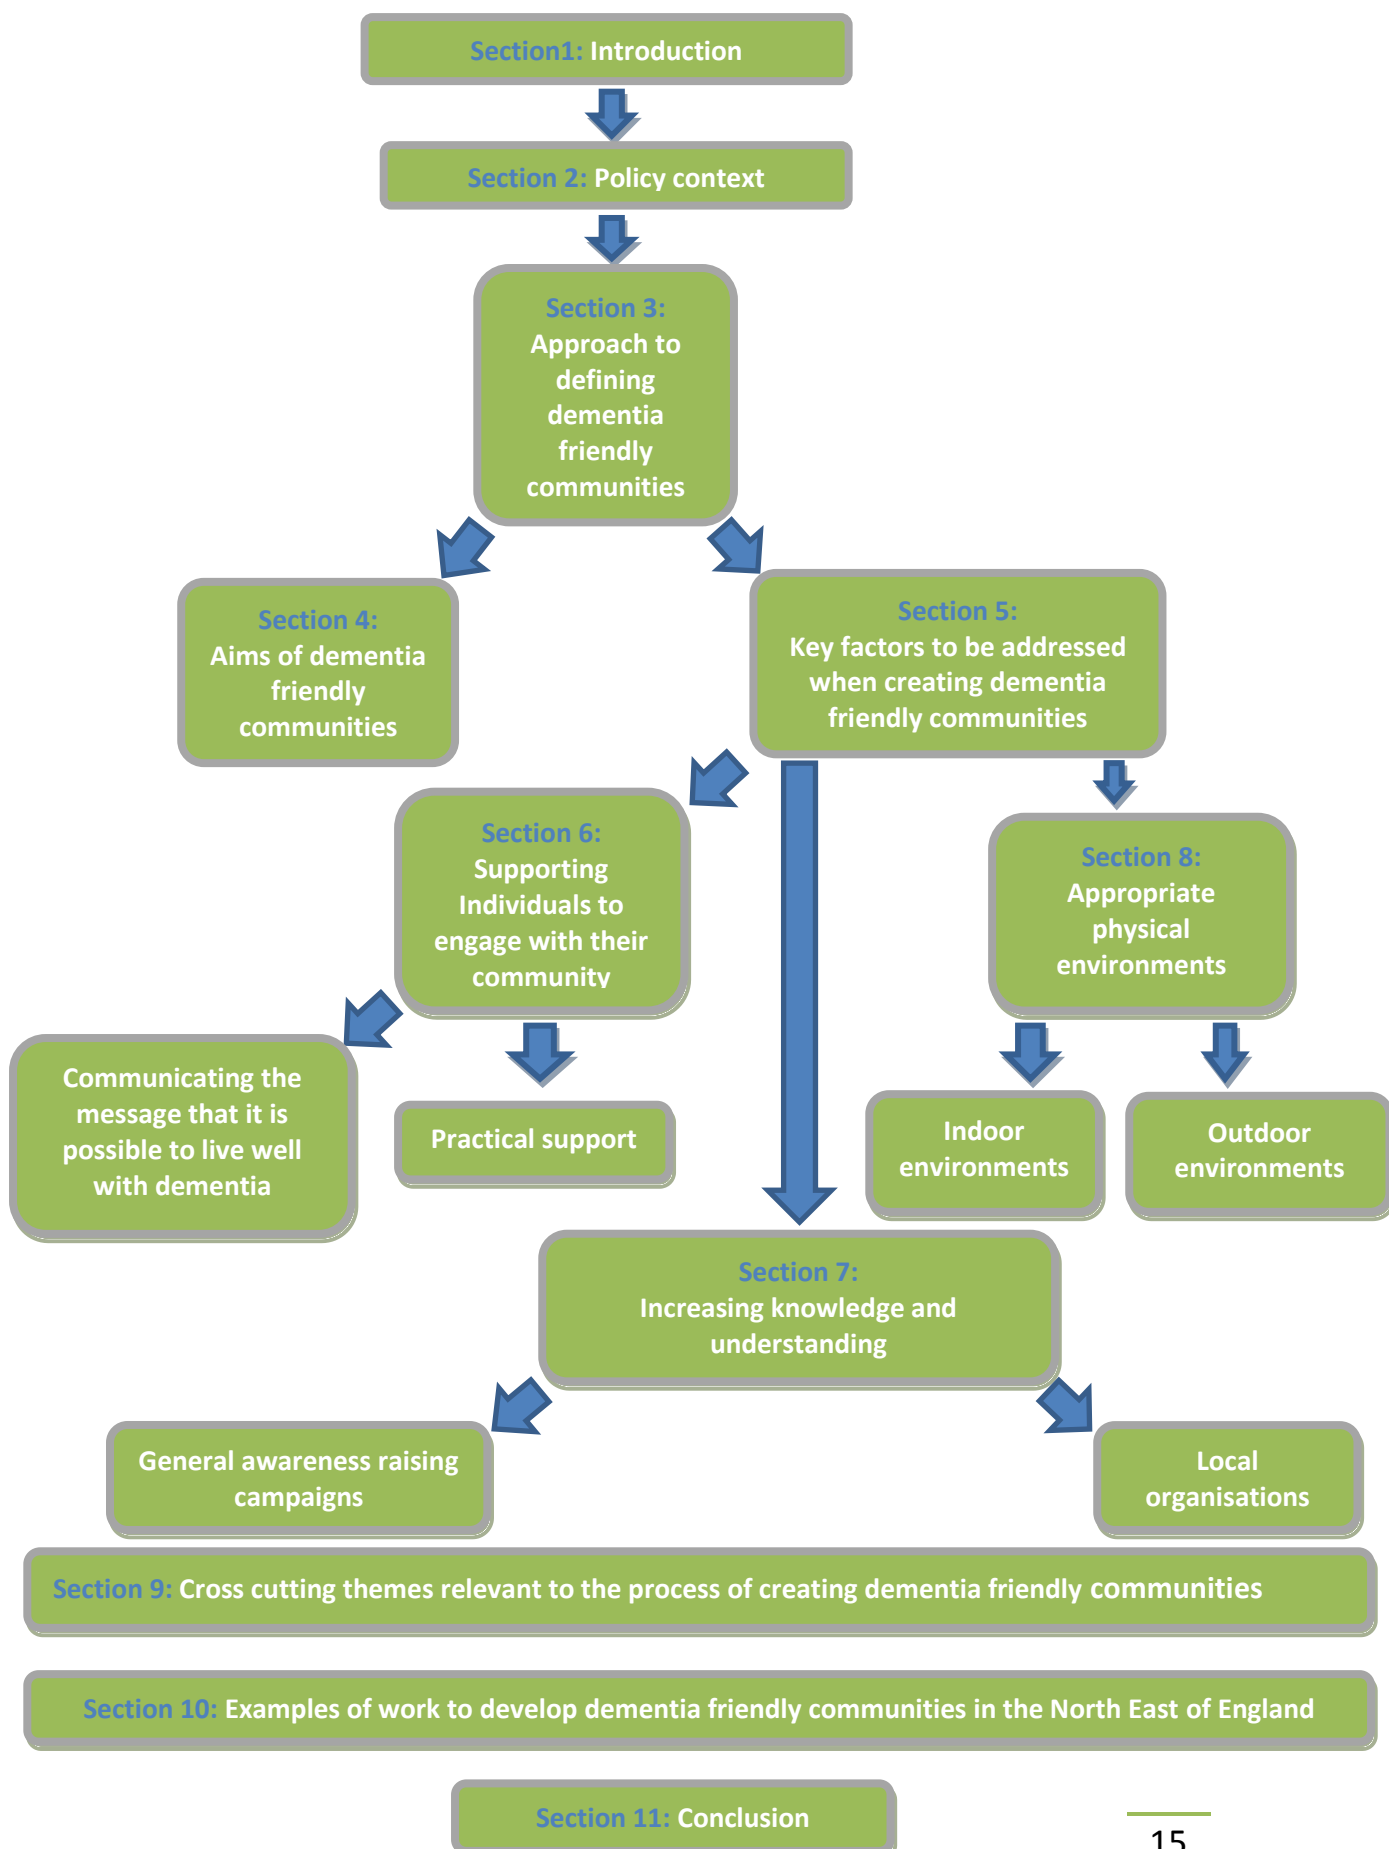 Section1: Introduction
Section 2: Policy context
Section 3:
Approach to
defining
dementia
friendly
communities
Section 4:
Aims of dementia
friendly
communities
Section 5:
Key factors to be addressed
when creating dementia
friendly communities
Section 6:
Supporting
Individuals to
engage with their
community
Section 8:
Appropriate
physical
environments
Communicating the
message that it is
possible to live well
with dementia
Practical support
Indoor
environments
Outdoor
environments
Section 7:
Increasing knowledge and
understanding
General awareness raising
campaigns
Local
organisations
Section 9: Cross cutting themes relevant to the process of creating dementia friendly communities
Section 10: Examples of work to develop dementia friendly communities in the North East of England
Section 11: Conclusion
15